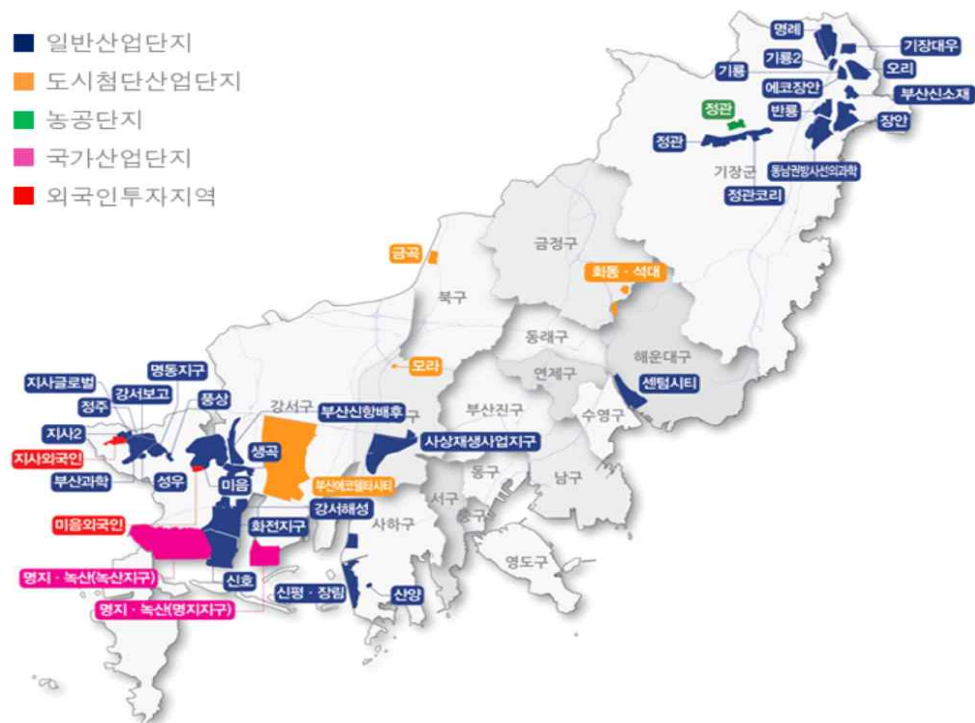 일반산업단지
도시첨단산업단지
농공단지
국가산업단지
외국인투자지역
명례
기장대우
기룡2
기룡
오리
에코장안
부산신소재
반룡
장안
정관
정관
기장군
동남권방사선의과학
정관코리
금정구
금곡
화동·석대
북구
동래구
해운대구
모라
연제구
센텀시티
명동지구
지사글로벌
강서보고
풍상
정주
강서구
부산신항배후
구
부산진구
수영구
지사2
생곡
사상재생사업지구
지사외국인
부산과학
성우
미음
부산에코델타시티
동구
남구
서구
강서해성
미음외국인
화전지구
사하구
중구
영도구
명지·녹산(녹산지구)
신호
신평·장림
산양
명지·녹산(명지지구)